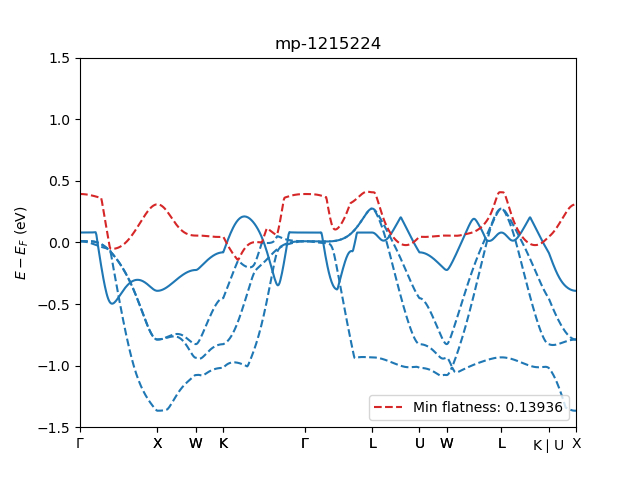 mp-1215224
1.5
1.0
0.5
0.0
−0.5
−1.0
−1.5
E − E_F (eV)
Min flatness: 0.13936
Γ X W K Γ L U W L K | U X